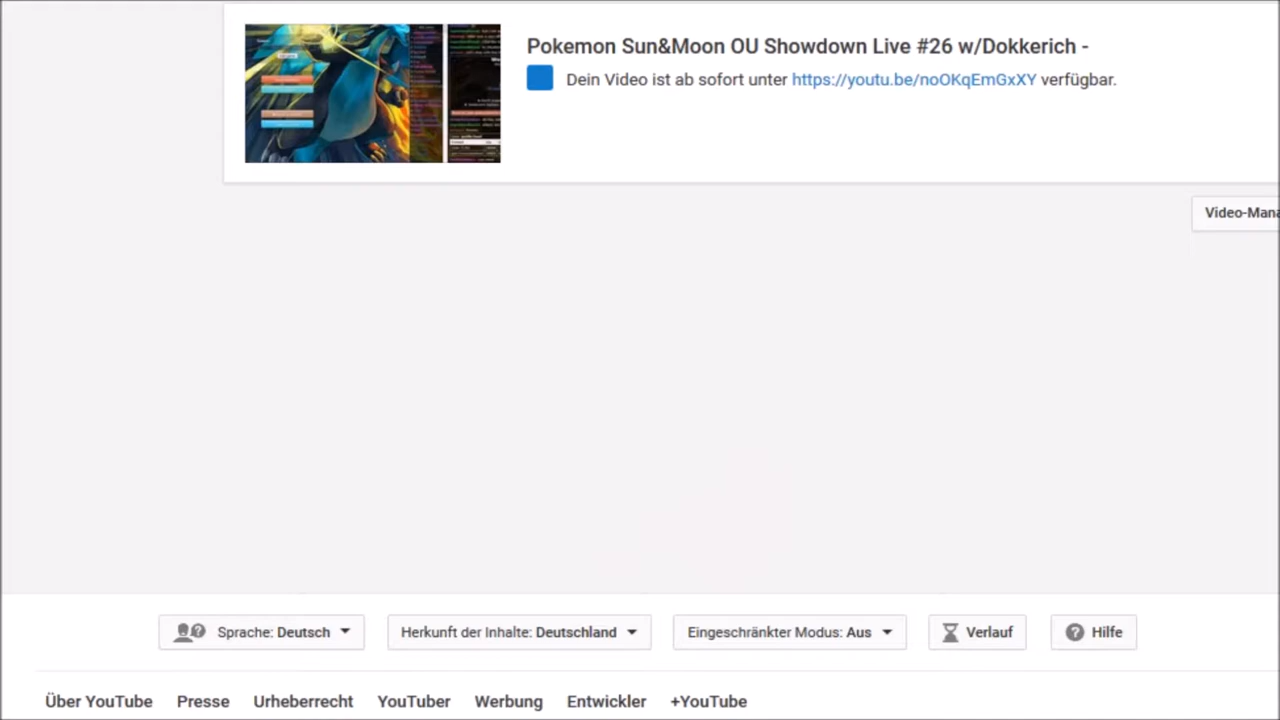 Pokemon Sun&Moon OU Showdown Live #26 w/Dokkerich -
Dein Video ist ab sofort unter https://youtu.be/noOKqEmGxXY verfügbar.
Video-Mana
Sprache: Deutsch
Herkunft der Inhalte: Deutschland
Eingeschränkter Modus: Aus
Verlauf
Hilfe
Über YouTube
Presse
Urheberrecht
YouTuber
Werbung
Entwickler
+YouTube